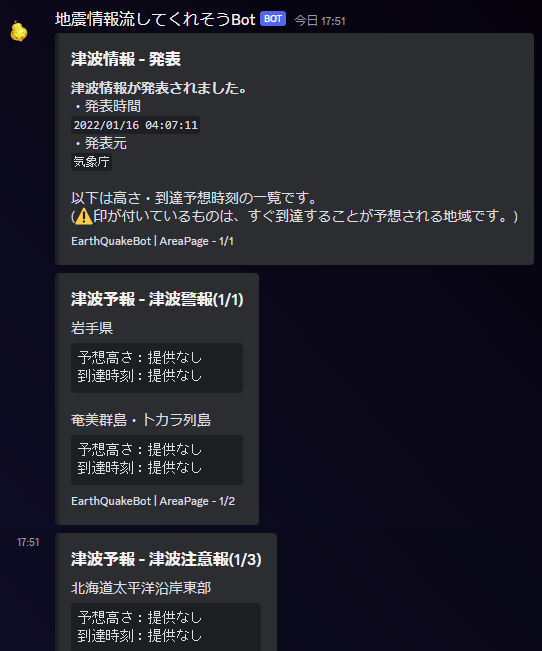 地震情報流してくれそうBot BOT 今日 17:51
津波情報 - 発表
津波情報が発表されました。
・発表時間
2022/01/16 04:07:11
・発表元
気象庁
以下は高さ・到達予想時刻の一覧です。
(⚠️印が付いているものは、すぐ到達することが予想される地域です。)
EarthQuakeBot | AreaPage - 1/1
津波予報 - 津波警報(1/1)
岩手県
予想高さ：提供なし
到達時刻：提供なし
奄美群島・トカラ列島
予想高さ：提供なし
到達時刻：提供なし
EarthQuakeBot | AreaPage - 1/2
17:51
津波予報 - 津波注意報(1/3)
北海道太平洋沿岸東部
予想高さ：提供なし
到達時刻：提供なし